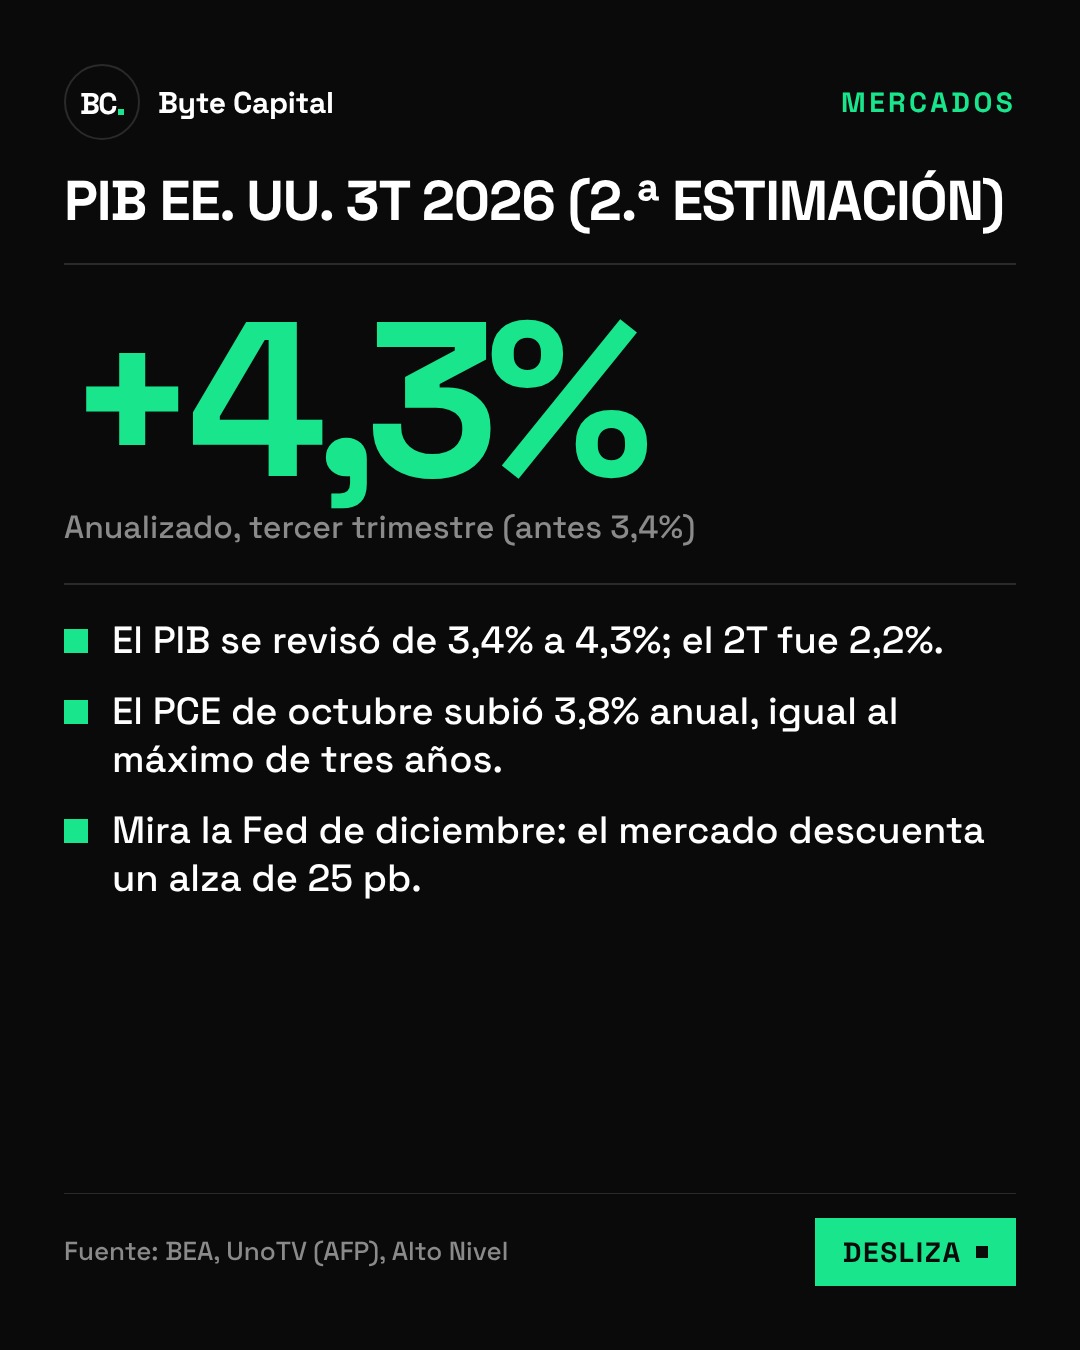 BC.
Byte Capital
MERCADOS
PIB EE. UU. 3T 2026 (2.ª ESTIMACIÓN)
+4,3%
Anualizado, tercer trimestre (antes 3,4%)
El PIB se revisó de 3,4% a 4,3%; el 2T fue 2,2%.
El PCE de octubre subió 3,8% anual, igual al
máximo de tres años.
Mira la Fed de diciembre: el mercado descuenta
un alza de 25 pb.
Fuente: BEA, UnoTV (AFP), Alto Nivel
DESLIZA